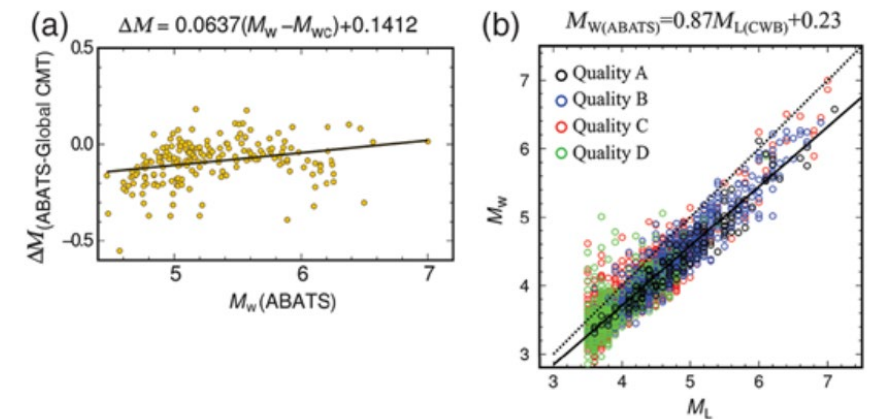 (a) ΔM = 0.0637(Mw–Mwc)+0.1412
0.5
0.0
–0.5
ΔM(ABATS-Global CMT)
5 6 7
Mw(ABATS)
(b) MW(ABATS)=0.87ML(CWB)+0.23
Quality A
Quality B
Quality C
Quality D
7
6
5
4
3
Mw
3 4 5 6 7
ML